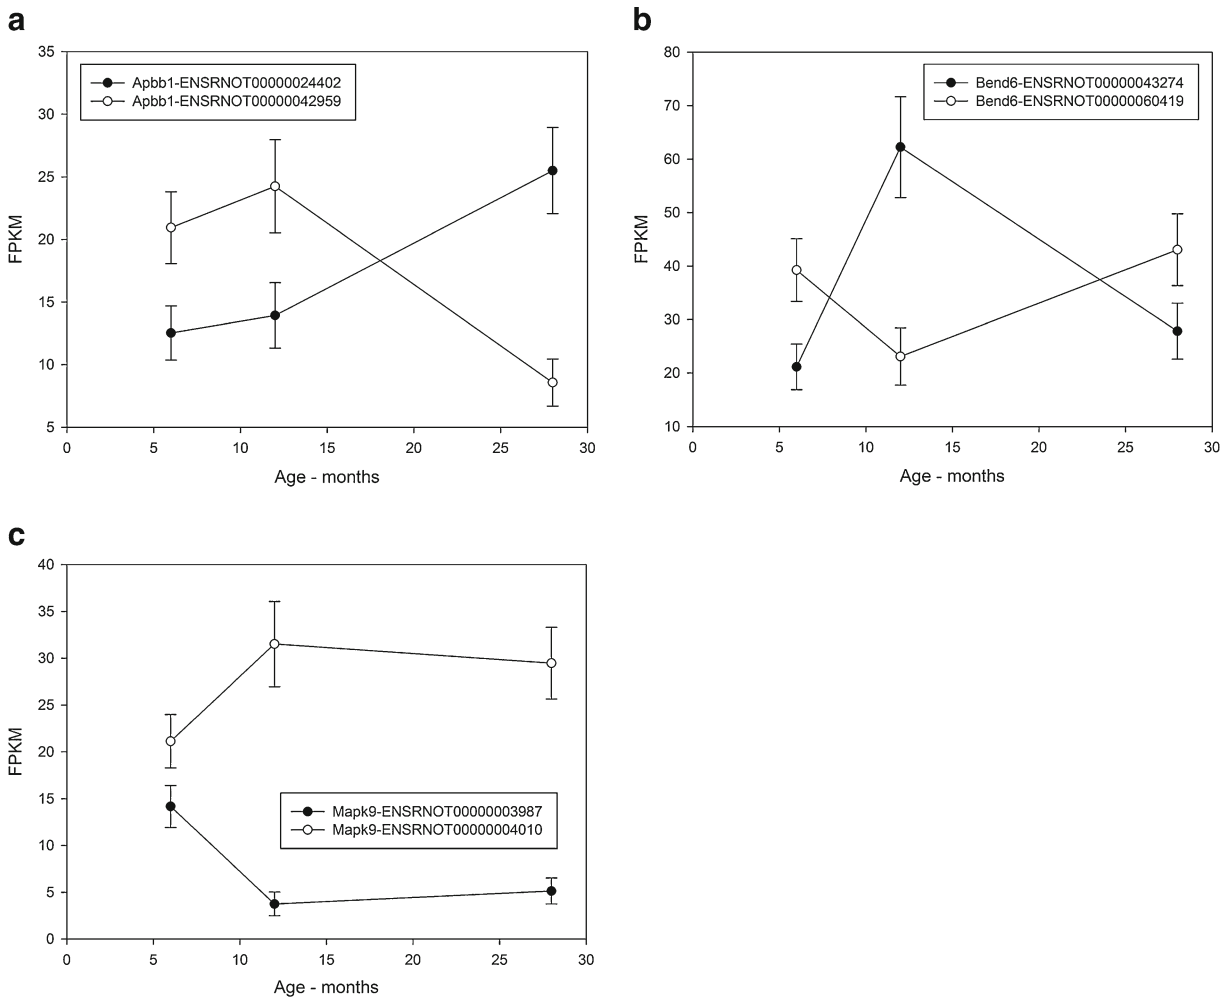 a
35
30
25
20
15
10
5
FPKM
Apbb1-ENSRNOT00000024402
Apbb1-ENSRNOT00000042959
0 5 10 15 20 25 30
Age - months
b
80
70
60
50
40
30
20
10
FPKM
Bend6-ENSRNOT00000043274
Bend6-ENSRNOT00000060419
0 5 10 15 20 25 30
Age - months
c
40
35
30
25
20
15
10
5
0
FPKM
Mapk9-ENSRNOT00000003987
Mapk9-ENSRNOT00000004010
0 5 10 15 20 25 30
Age - months